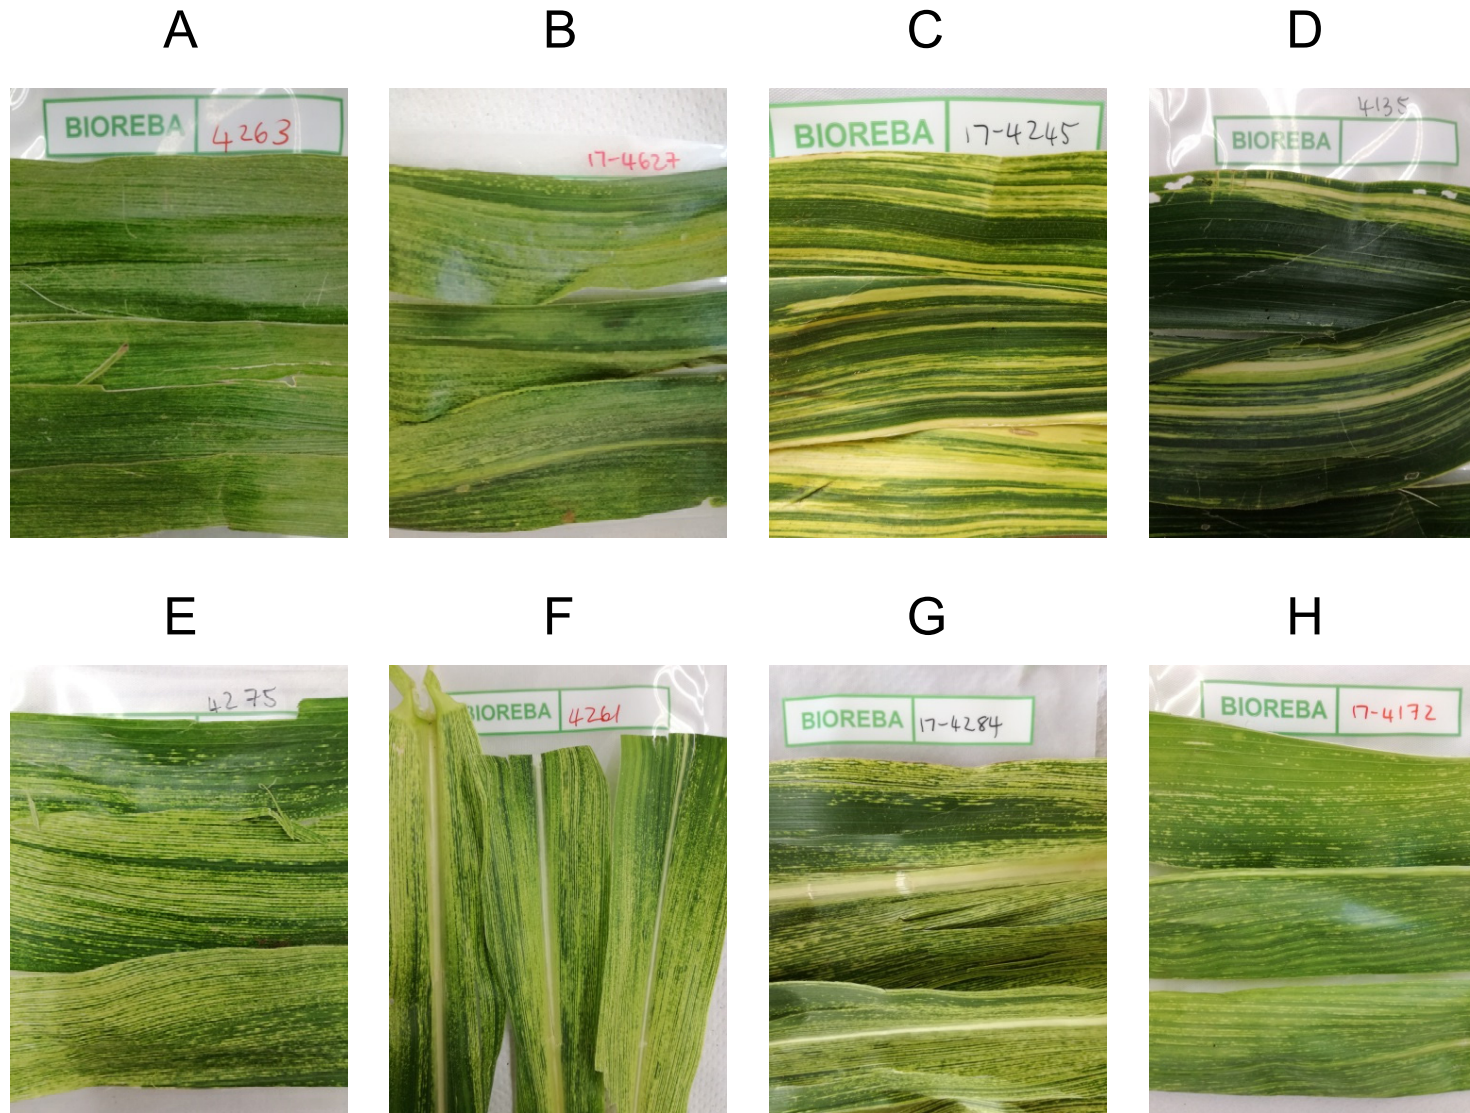 A
B
C
D
BIOREBA 4263
17-4627
BIOREBA 17-4245
4135
BIOREBA
E
F
G
H
4275
BIOREBA 4261
BIOREBA 17-4284
BIOREBA 17-4172